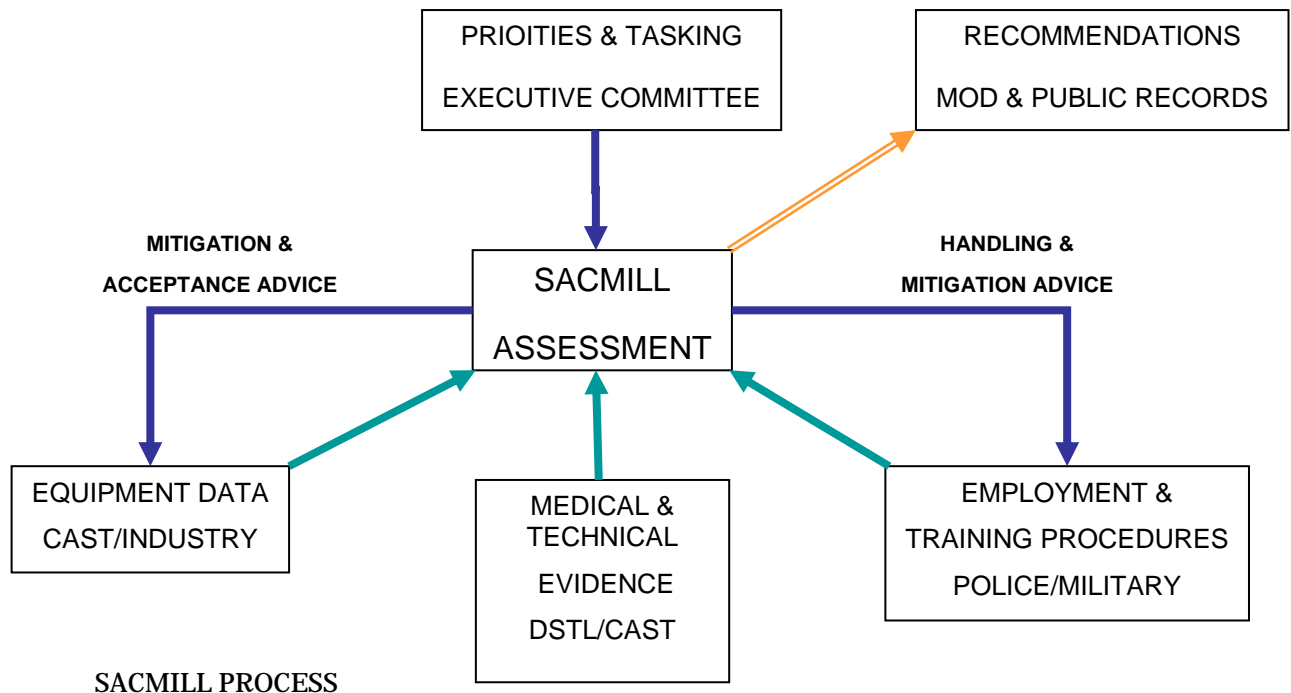 PRIOITIES & TASKING
EXECUTIVE COMMITTEE
RECOMMENDATIONS
MOD & PUBLIC RECORDS
MITIGATION &
ACCEPTANCE ADVICE
SACMILL
ASSESSMENT
HANDLING &
MITIGATION ADVICE
EQUIPMENT DATA
CAST/INDUSTRY
MEDICAL &
TECHNICAL
EVIDENCE
DSTL/CAST
EMPLOYMENT &
TRAINING PROCEDURES
POLICE/MILITARY
SACMILL PROCESS